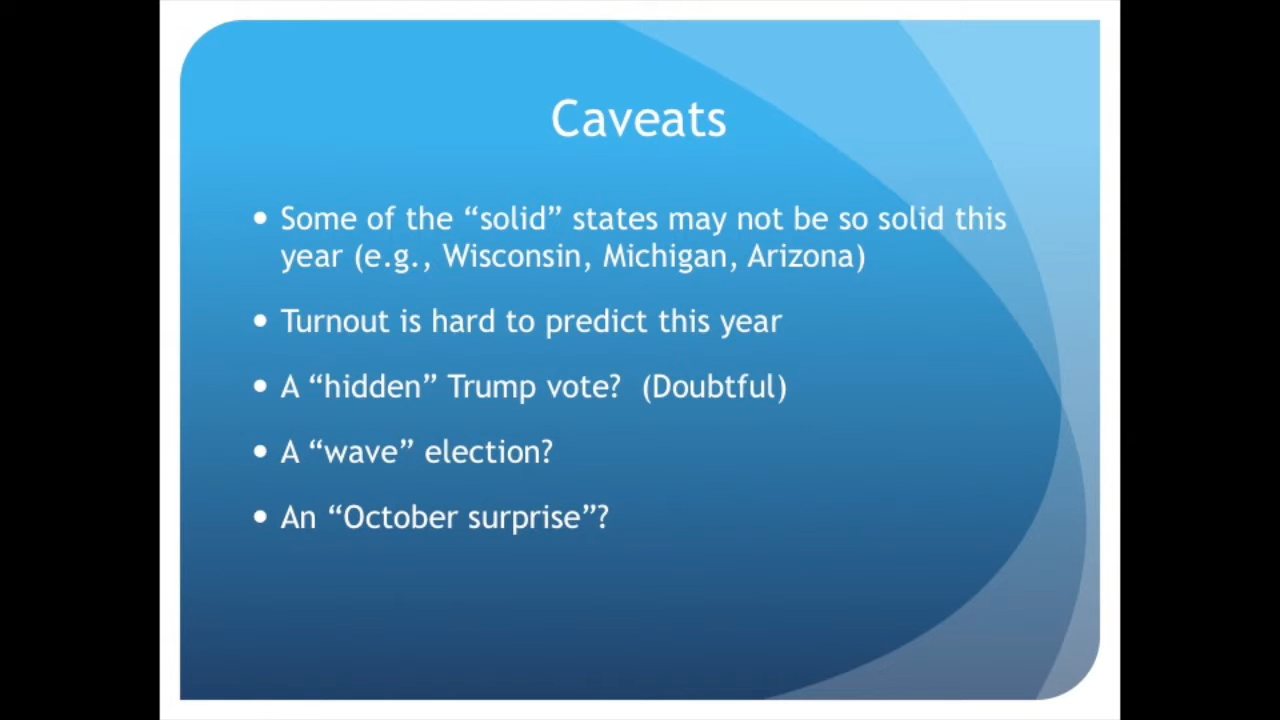 Caveats
• Some of the “solid” states may not be so solid this
year (e.g., Wisconsin, Michigan, Arizona)
• Turnout is hard to predict this year
• A “hidden” Trump vote?  (Doubtful)
• A “wave” election?
• An “October surprise”?